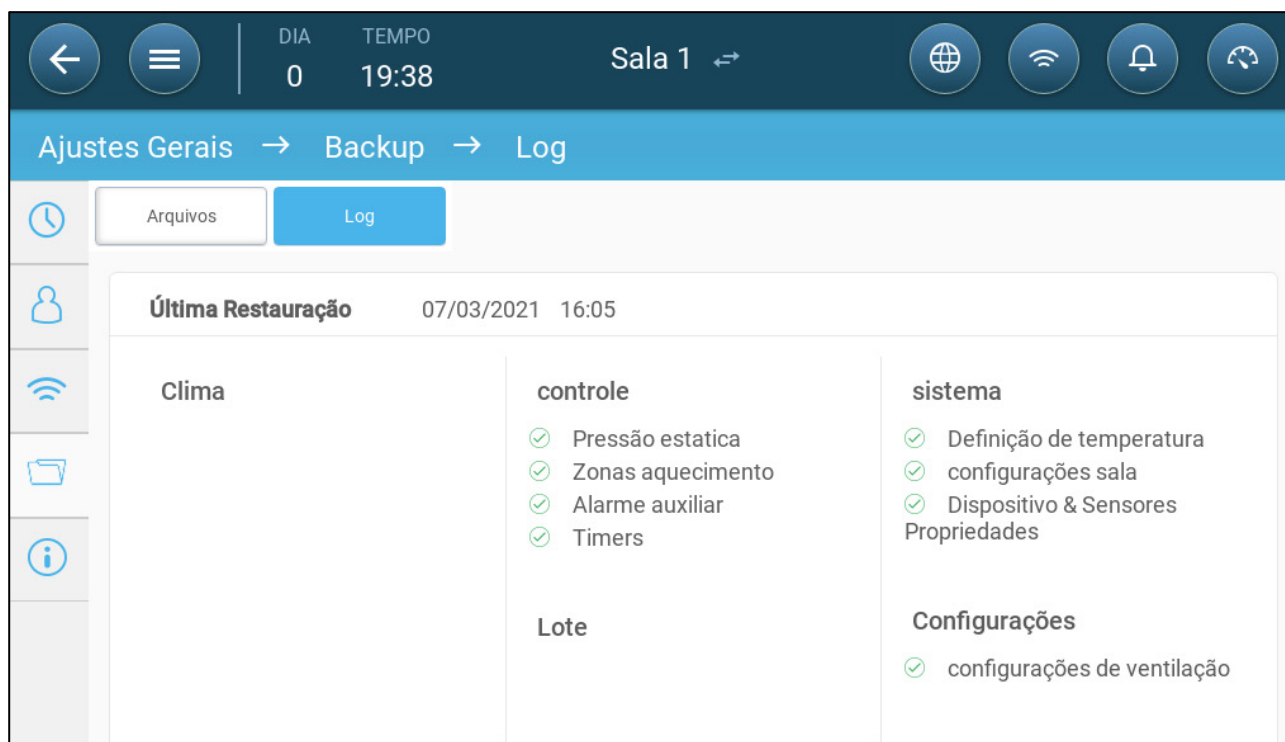 DIA TEMPO
0 19:38 Sala 1
Ajustes Gerais → Backup → Log
Arquivos Log
Última Restauração 07/03/2021 16:05
Clima
controle
Pressão estatica
Zonas aquecimento
Alarme auxiliar
Timers
Lote
sistema
Definição de temperatura
configurações sala
Dispositivo & Sensores
Propriedades
Configurações
configurações de ventilação